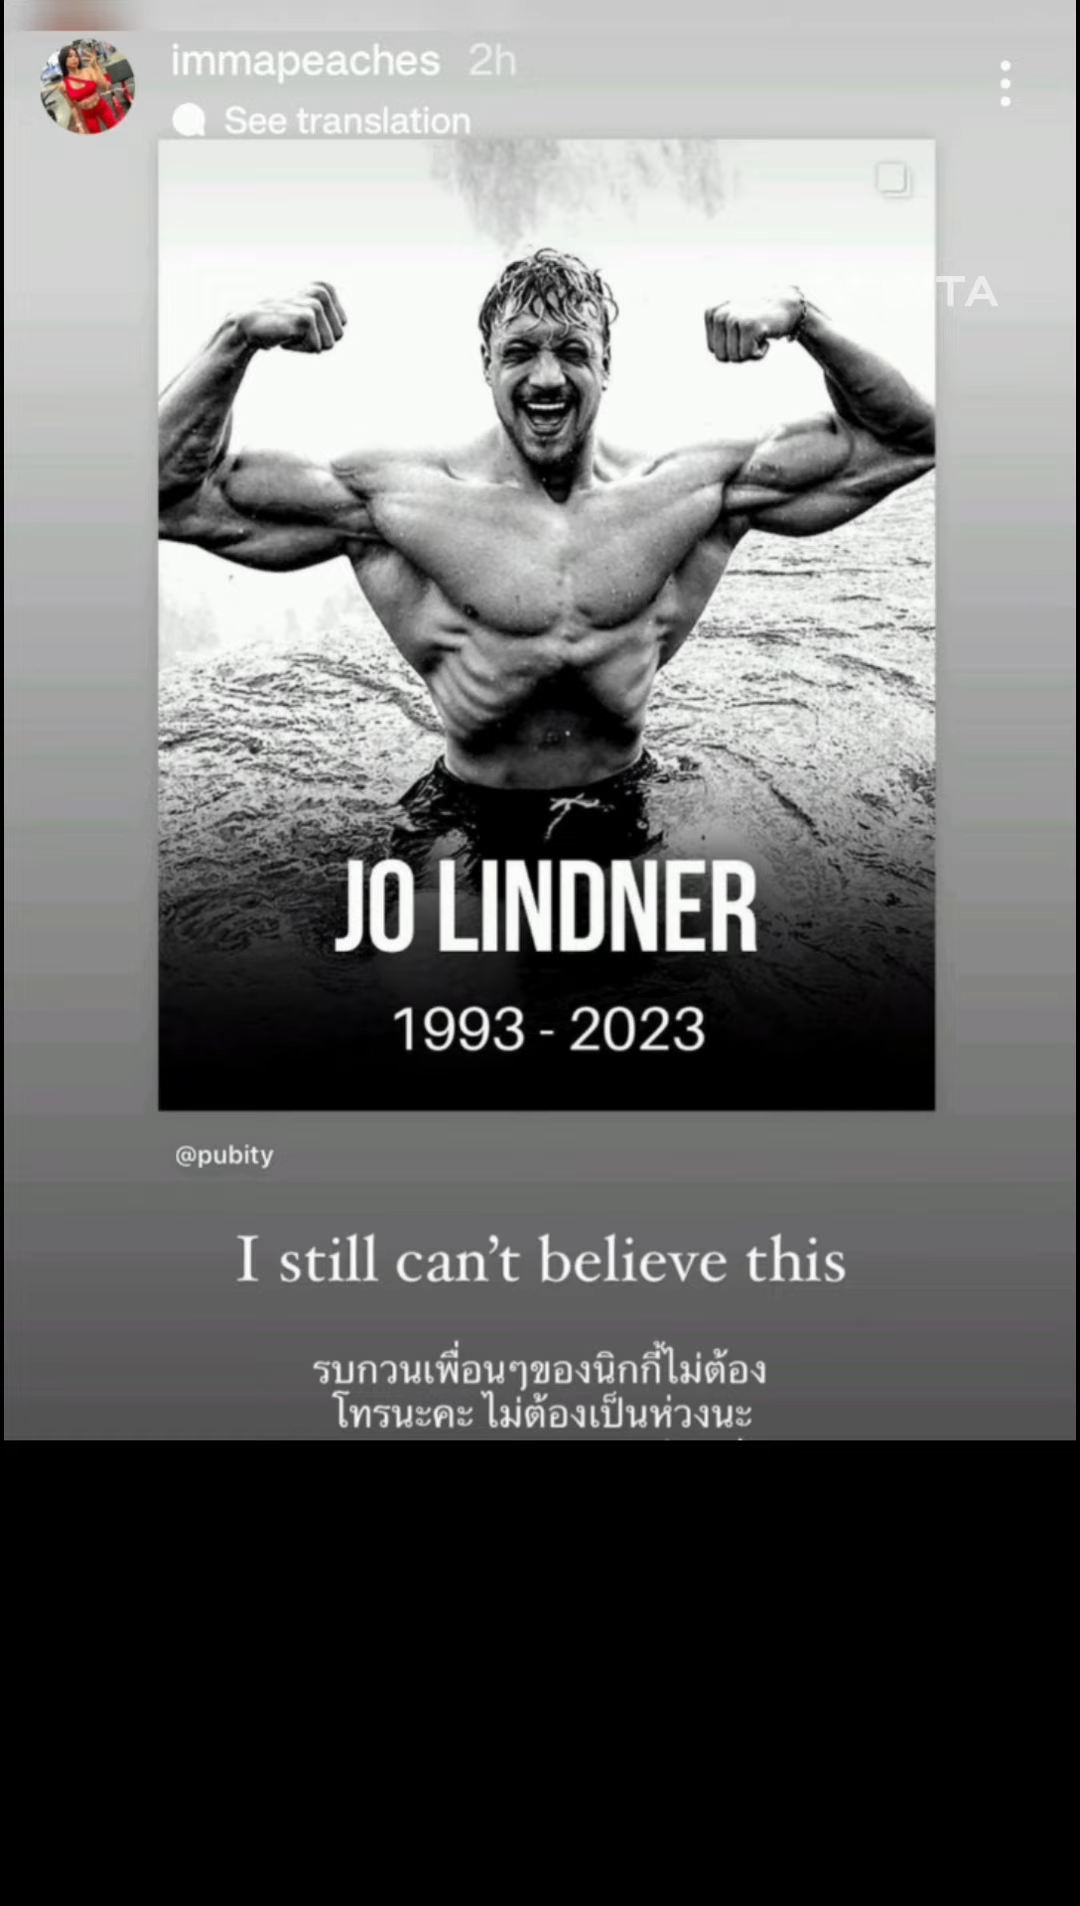 immapeaches 2h
See translation
TA
JO LINDNER
1993 - 2023
@pubity
I still can't believe this
รบกวนเพื่อนๆของนิกกี้ไม่ต้อง
โทรนะคะ ไม่ต้องเป็นห่วงนะ